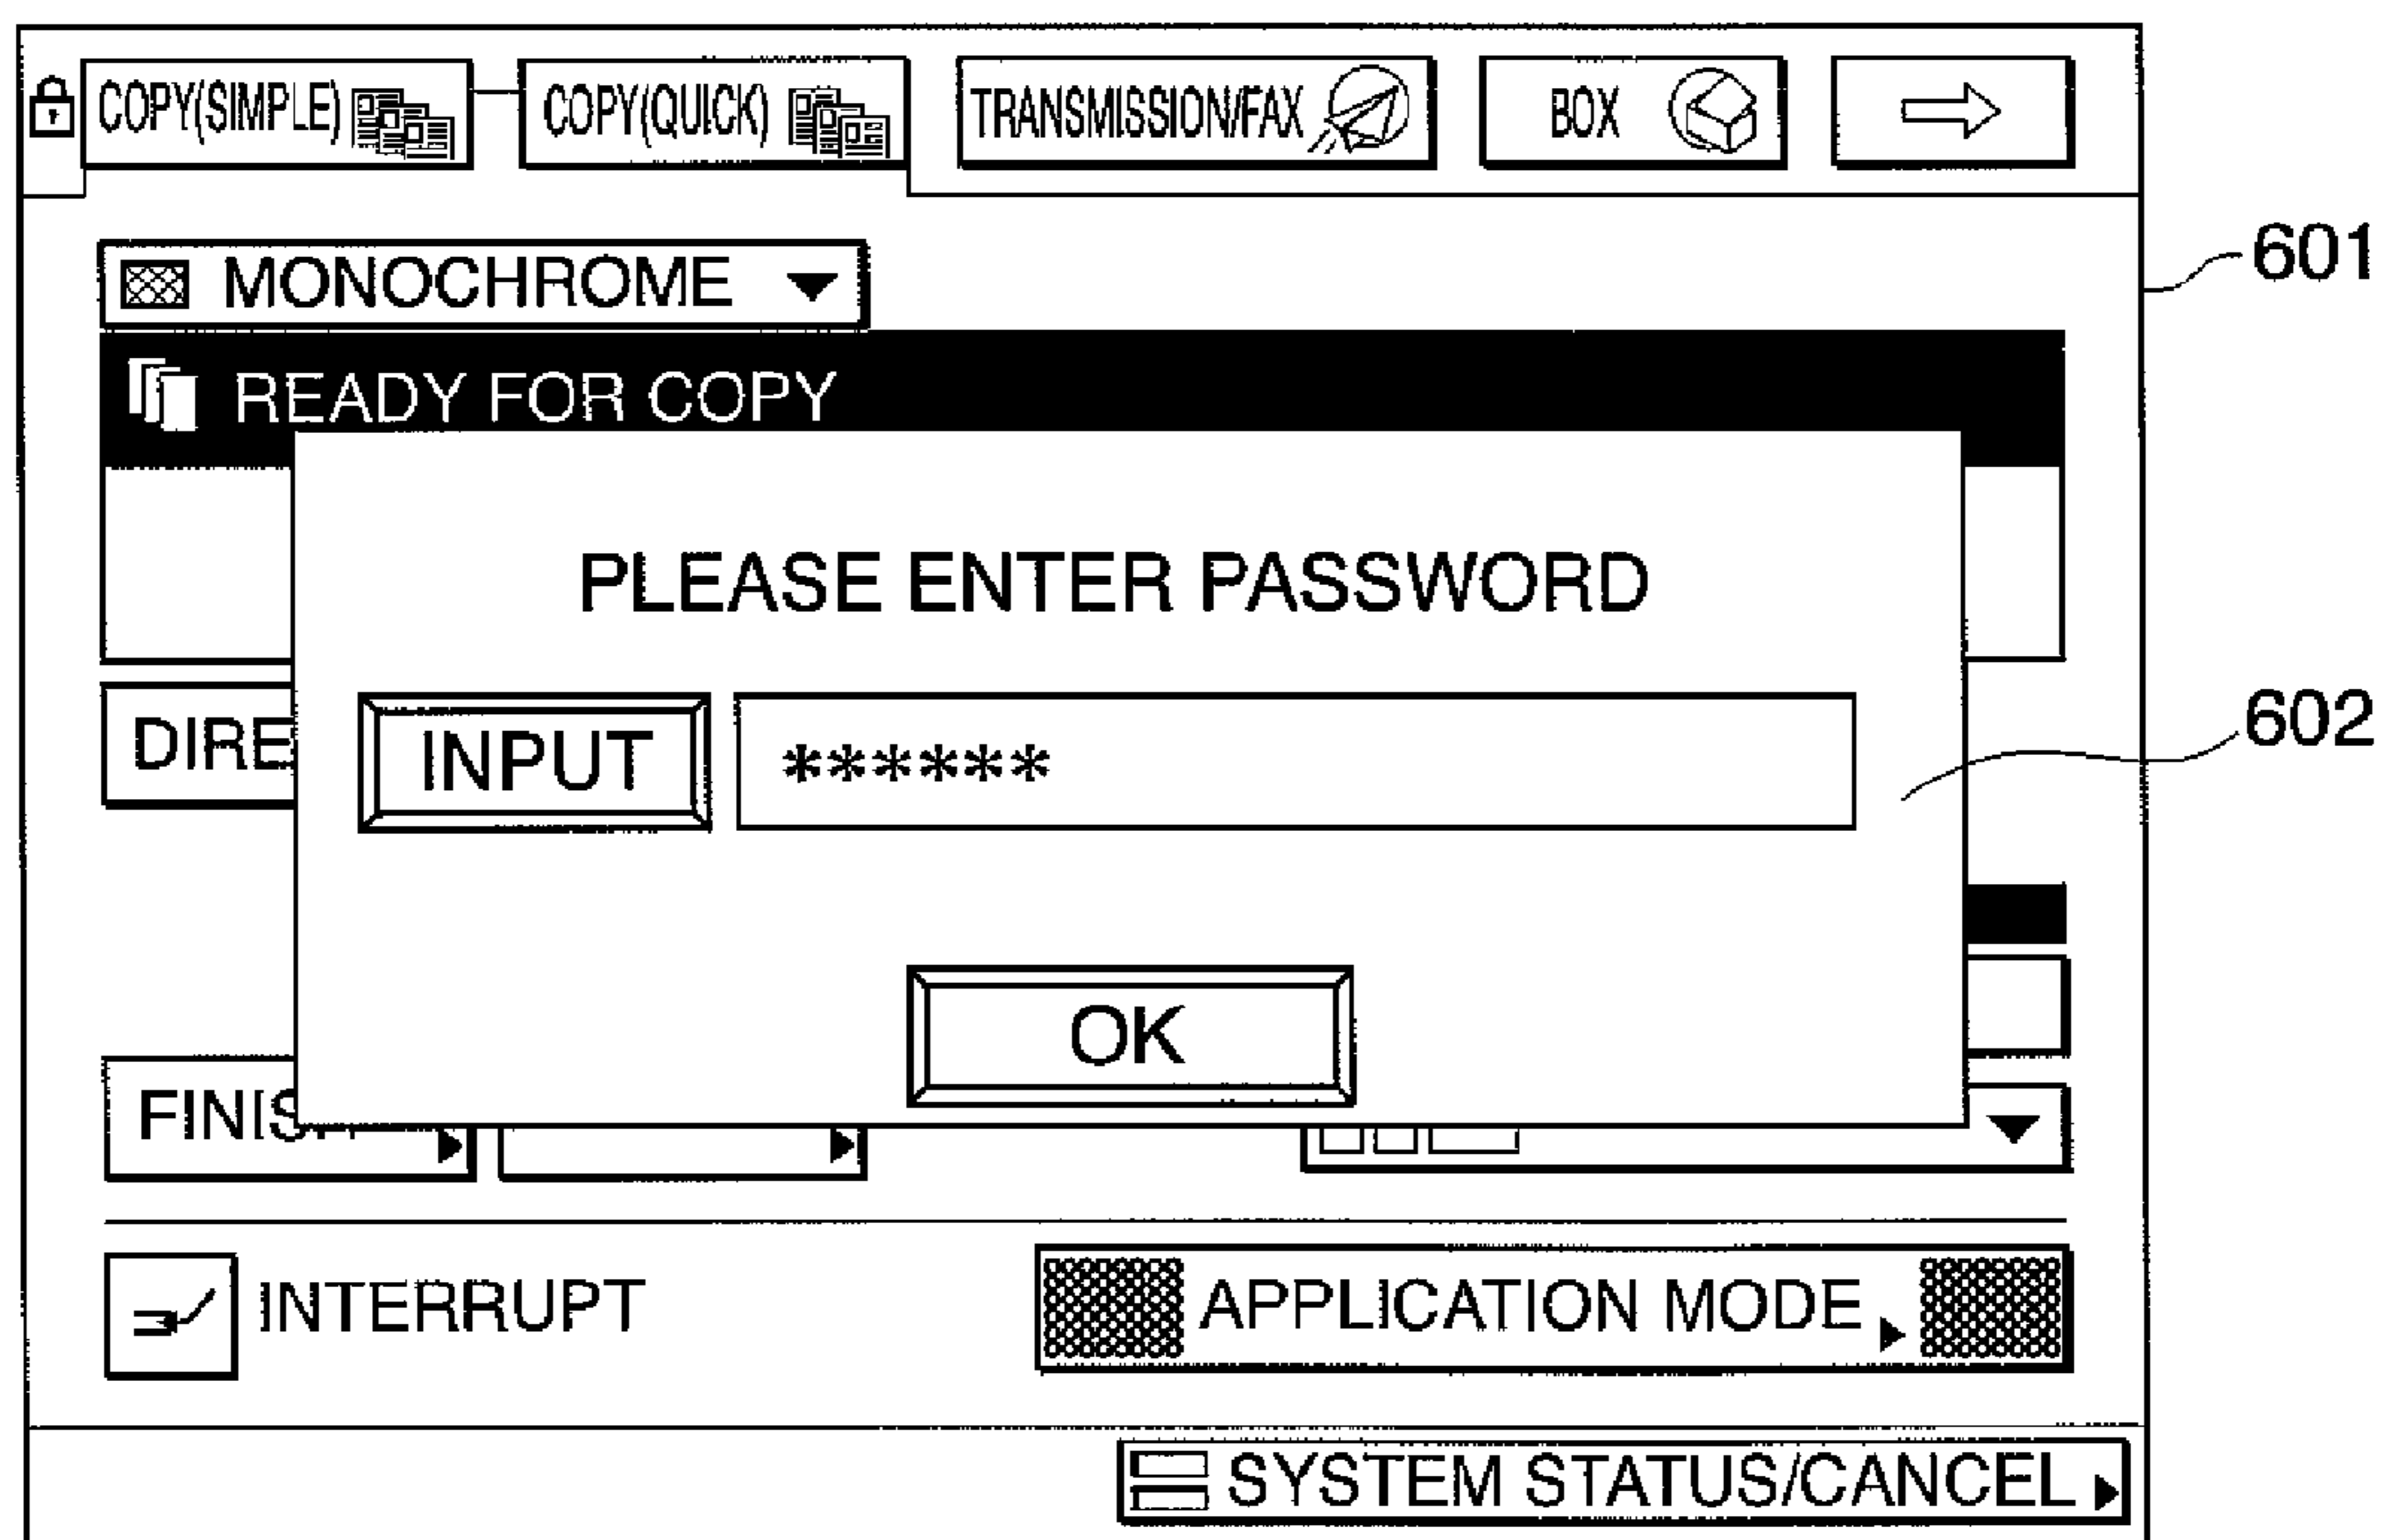 COPY(SIMPLE) COPY(QUICK) TRANSMISSION/FAX BOX
601
MONOCHROME
READY FOR COPY
PLEASE ENTER PASSWORD
602
DIRE INPUT ******
OK
FINISH
INTERRUPT APPLICATION MODE
SYSTEM STATUS/CANCEL